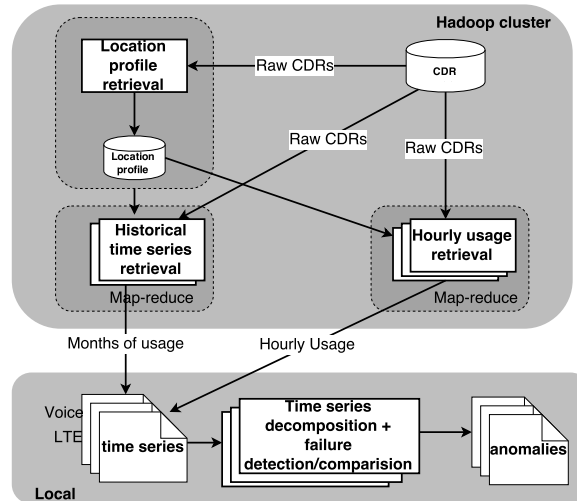 Hadoop cluster
Location
profile
retrieval
Raw CDRs
CDR
Raw CDRs
Raw CDRs
Location
profile
Historical
time series
retrieval
Map-reduce
Hourly usage
retrieval
Map-reduce
Months of usage
Hourly Usage
Voice
LTE
time series
Time series
decomposition +
failure
detection/comparision
anomalies
Local